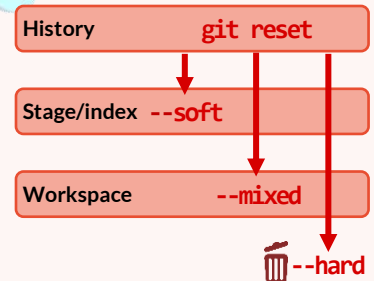 History git reset
Stage/index --soft
Workspace --mixed
--hard